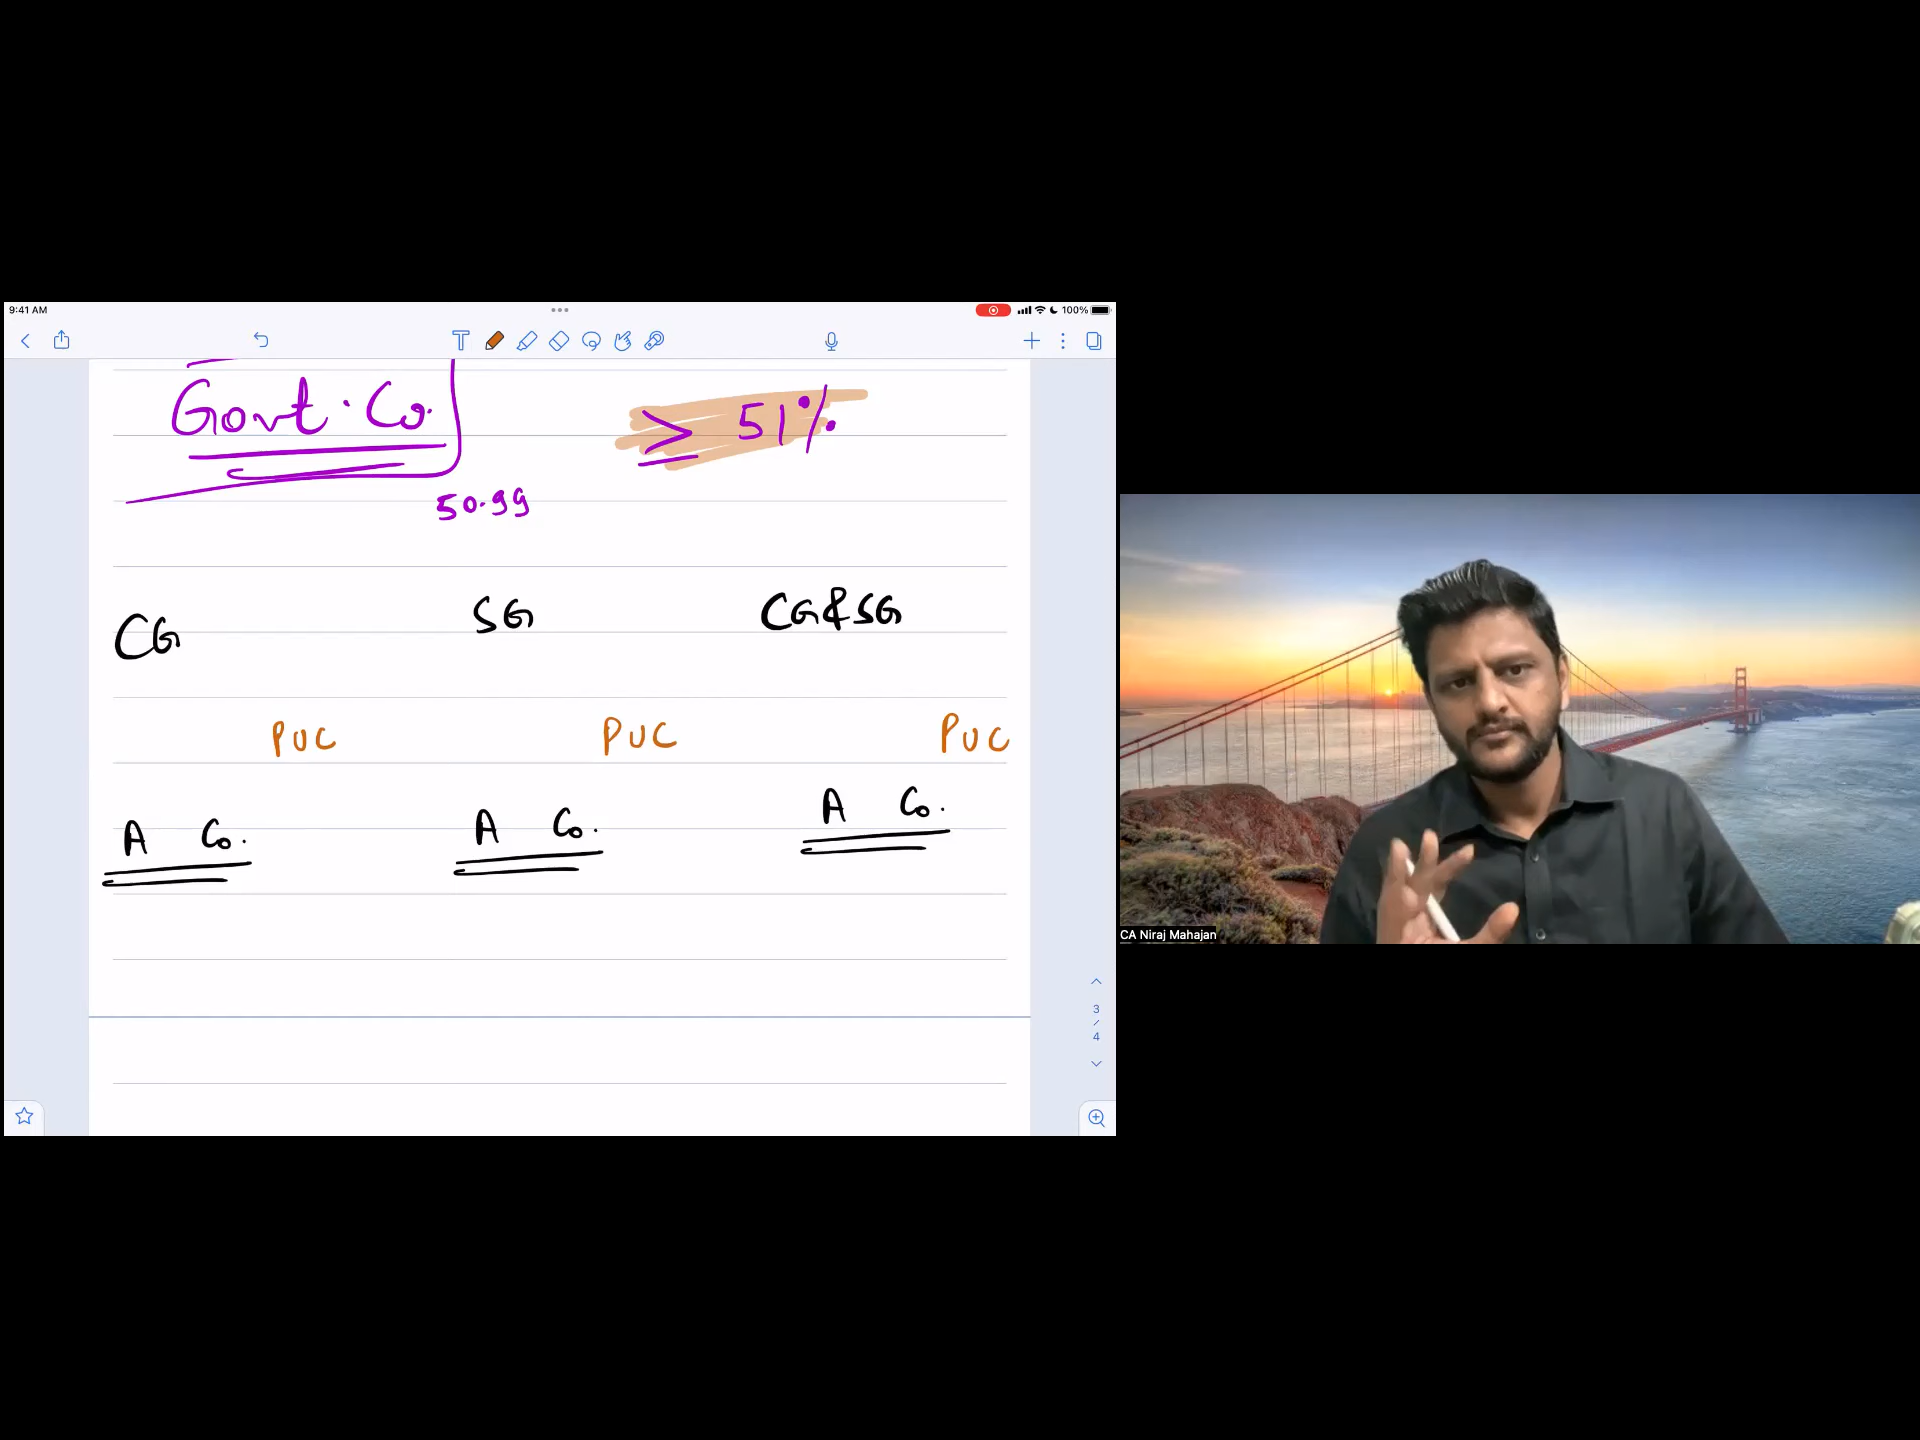 9:41 AM
100%
Govt. Co.
≥ 51%
50.99
CG SG CG & SG
PUC PUC PUC
A Co. A Co. A Co.
CA Niraj Mahajan
3
/
4